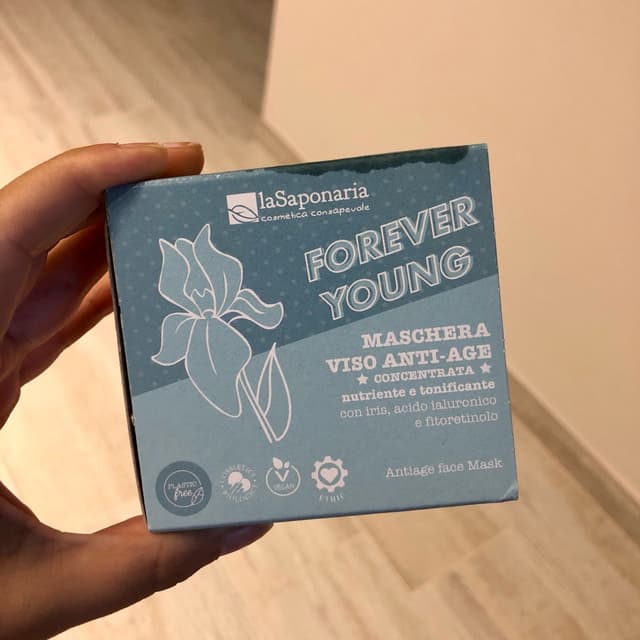 laSaponaria
cosmetica consapevole
FOREVER
YOUNG
MASCHERA
VISO ANTI-AGE
CONCENTRATA
nutriente e tonificante
con iris, acido ialuronico
e fitoretinolo
Antiage face Mask
PLASTIC
free
VEGAN
ETHIC